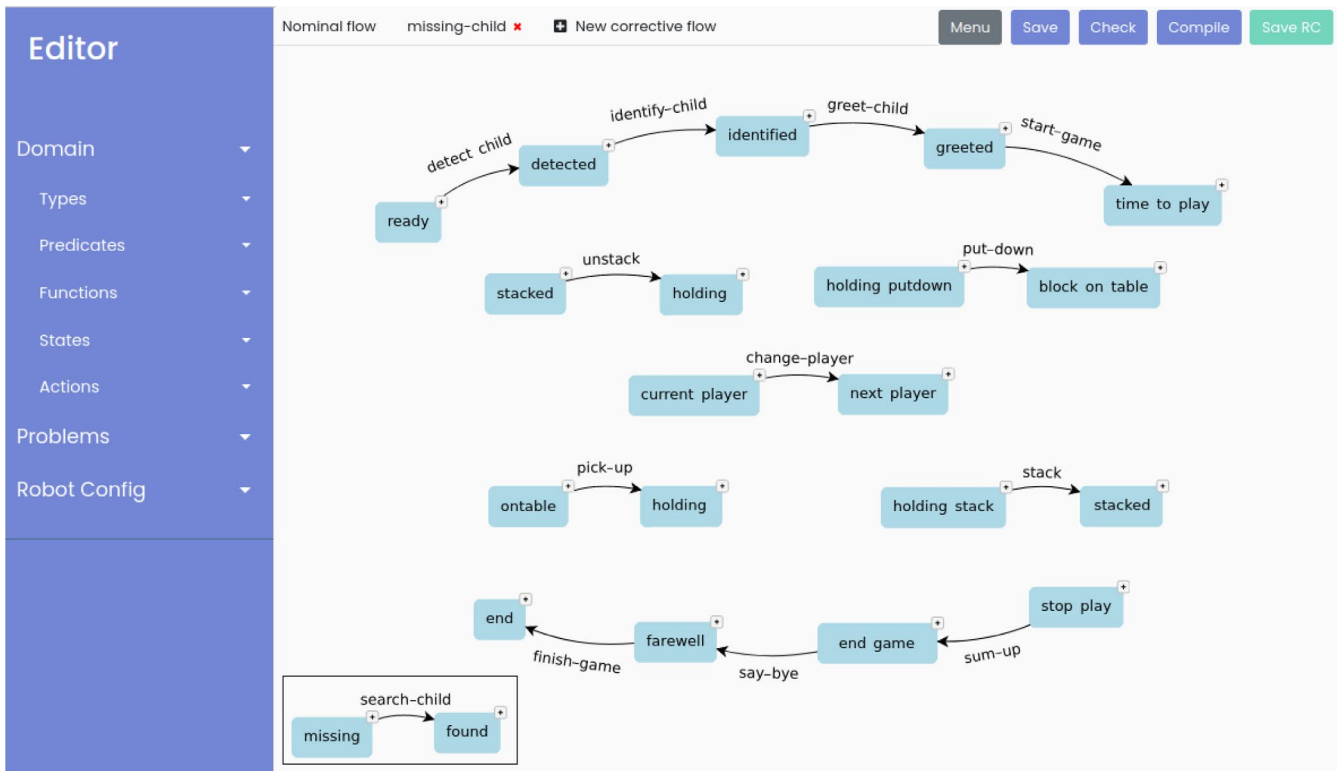 Editor
Domain
Types
Predicates
Functions
States
Actions
Problems
Robot Config
Nominal flow
missing-child
New corrective flow
Menu
Save
Check
Compile
Save RC
detect child
identify-child
greet-child
start-game
ready
detected
identified
greeted
time to play
unstack
stacked
holding
put-down
holding putdown
block on table
change-player
current player
next player
pick-up
ontable
holding
stack
holding stack
stacked
stop play
sum-up
end game
say-bye
farewell
finish-game
end
search-child
missing
found